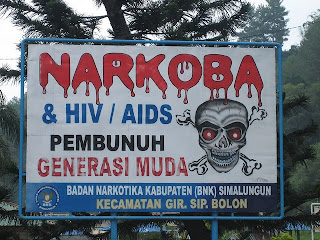 NARKOBA
& HIV / AIDS
PEMBUNUH
GENERASI MUDA
BADAN NARKOTIKA KABUPATEN (BNK) SIMALUNGUN
KECAMATAN GIR. SIP. BOLON